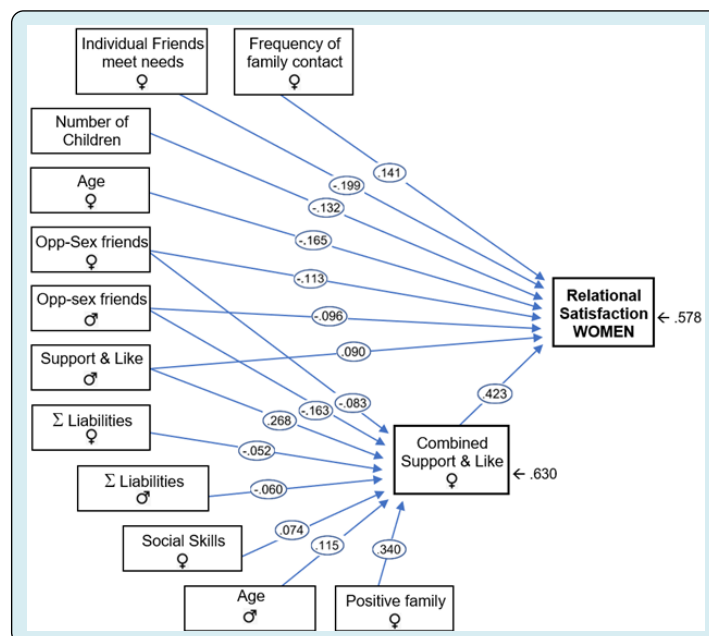 Individual Friends
meet needs
♀
Frequency of
family contact
♀
Number of
Children
Age
♀
Opp-Sex friends
♀
Opp-sex friends
♂
Support & Like
♂
Σ Liabilities
♀
Σ Liabilities
♂
Social Skills
♀
Age
♂
Positive family
♀
.141
-.199
-.132
-.165
-.113
-.096
.090
-.083
-.163
.268
-.052
-.060
.074
.115
.340
.423
Relational
Satisfaction
WOMEN
← .578
Combined
Support & Like
♀
← .630